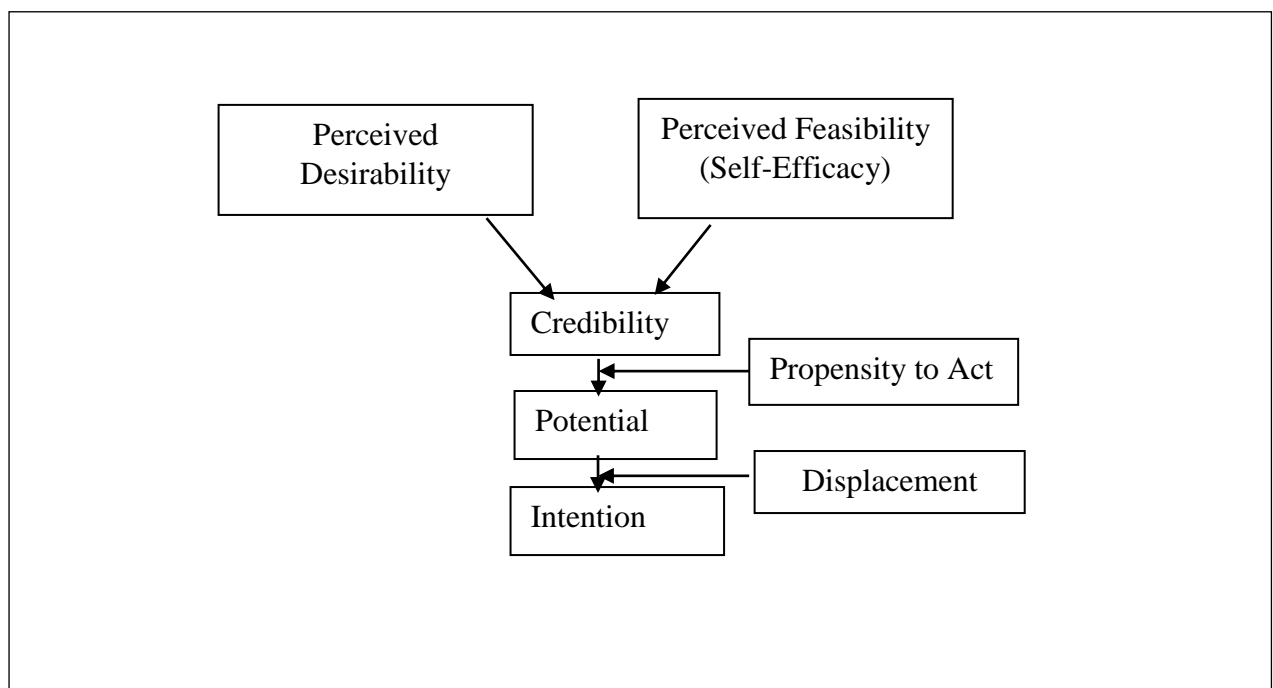 Perceived
Desirability
Perceived Feasibility
(Self-Efficacy)
Credibility
Propensity to Act
Potential
Displacement
Intention